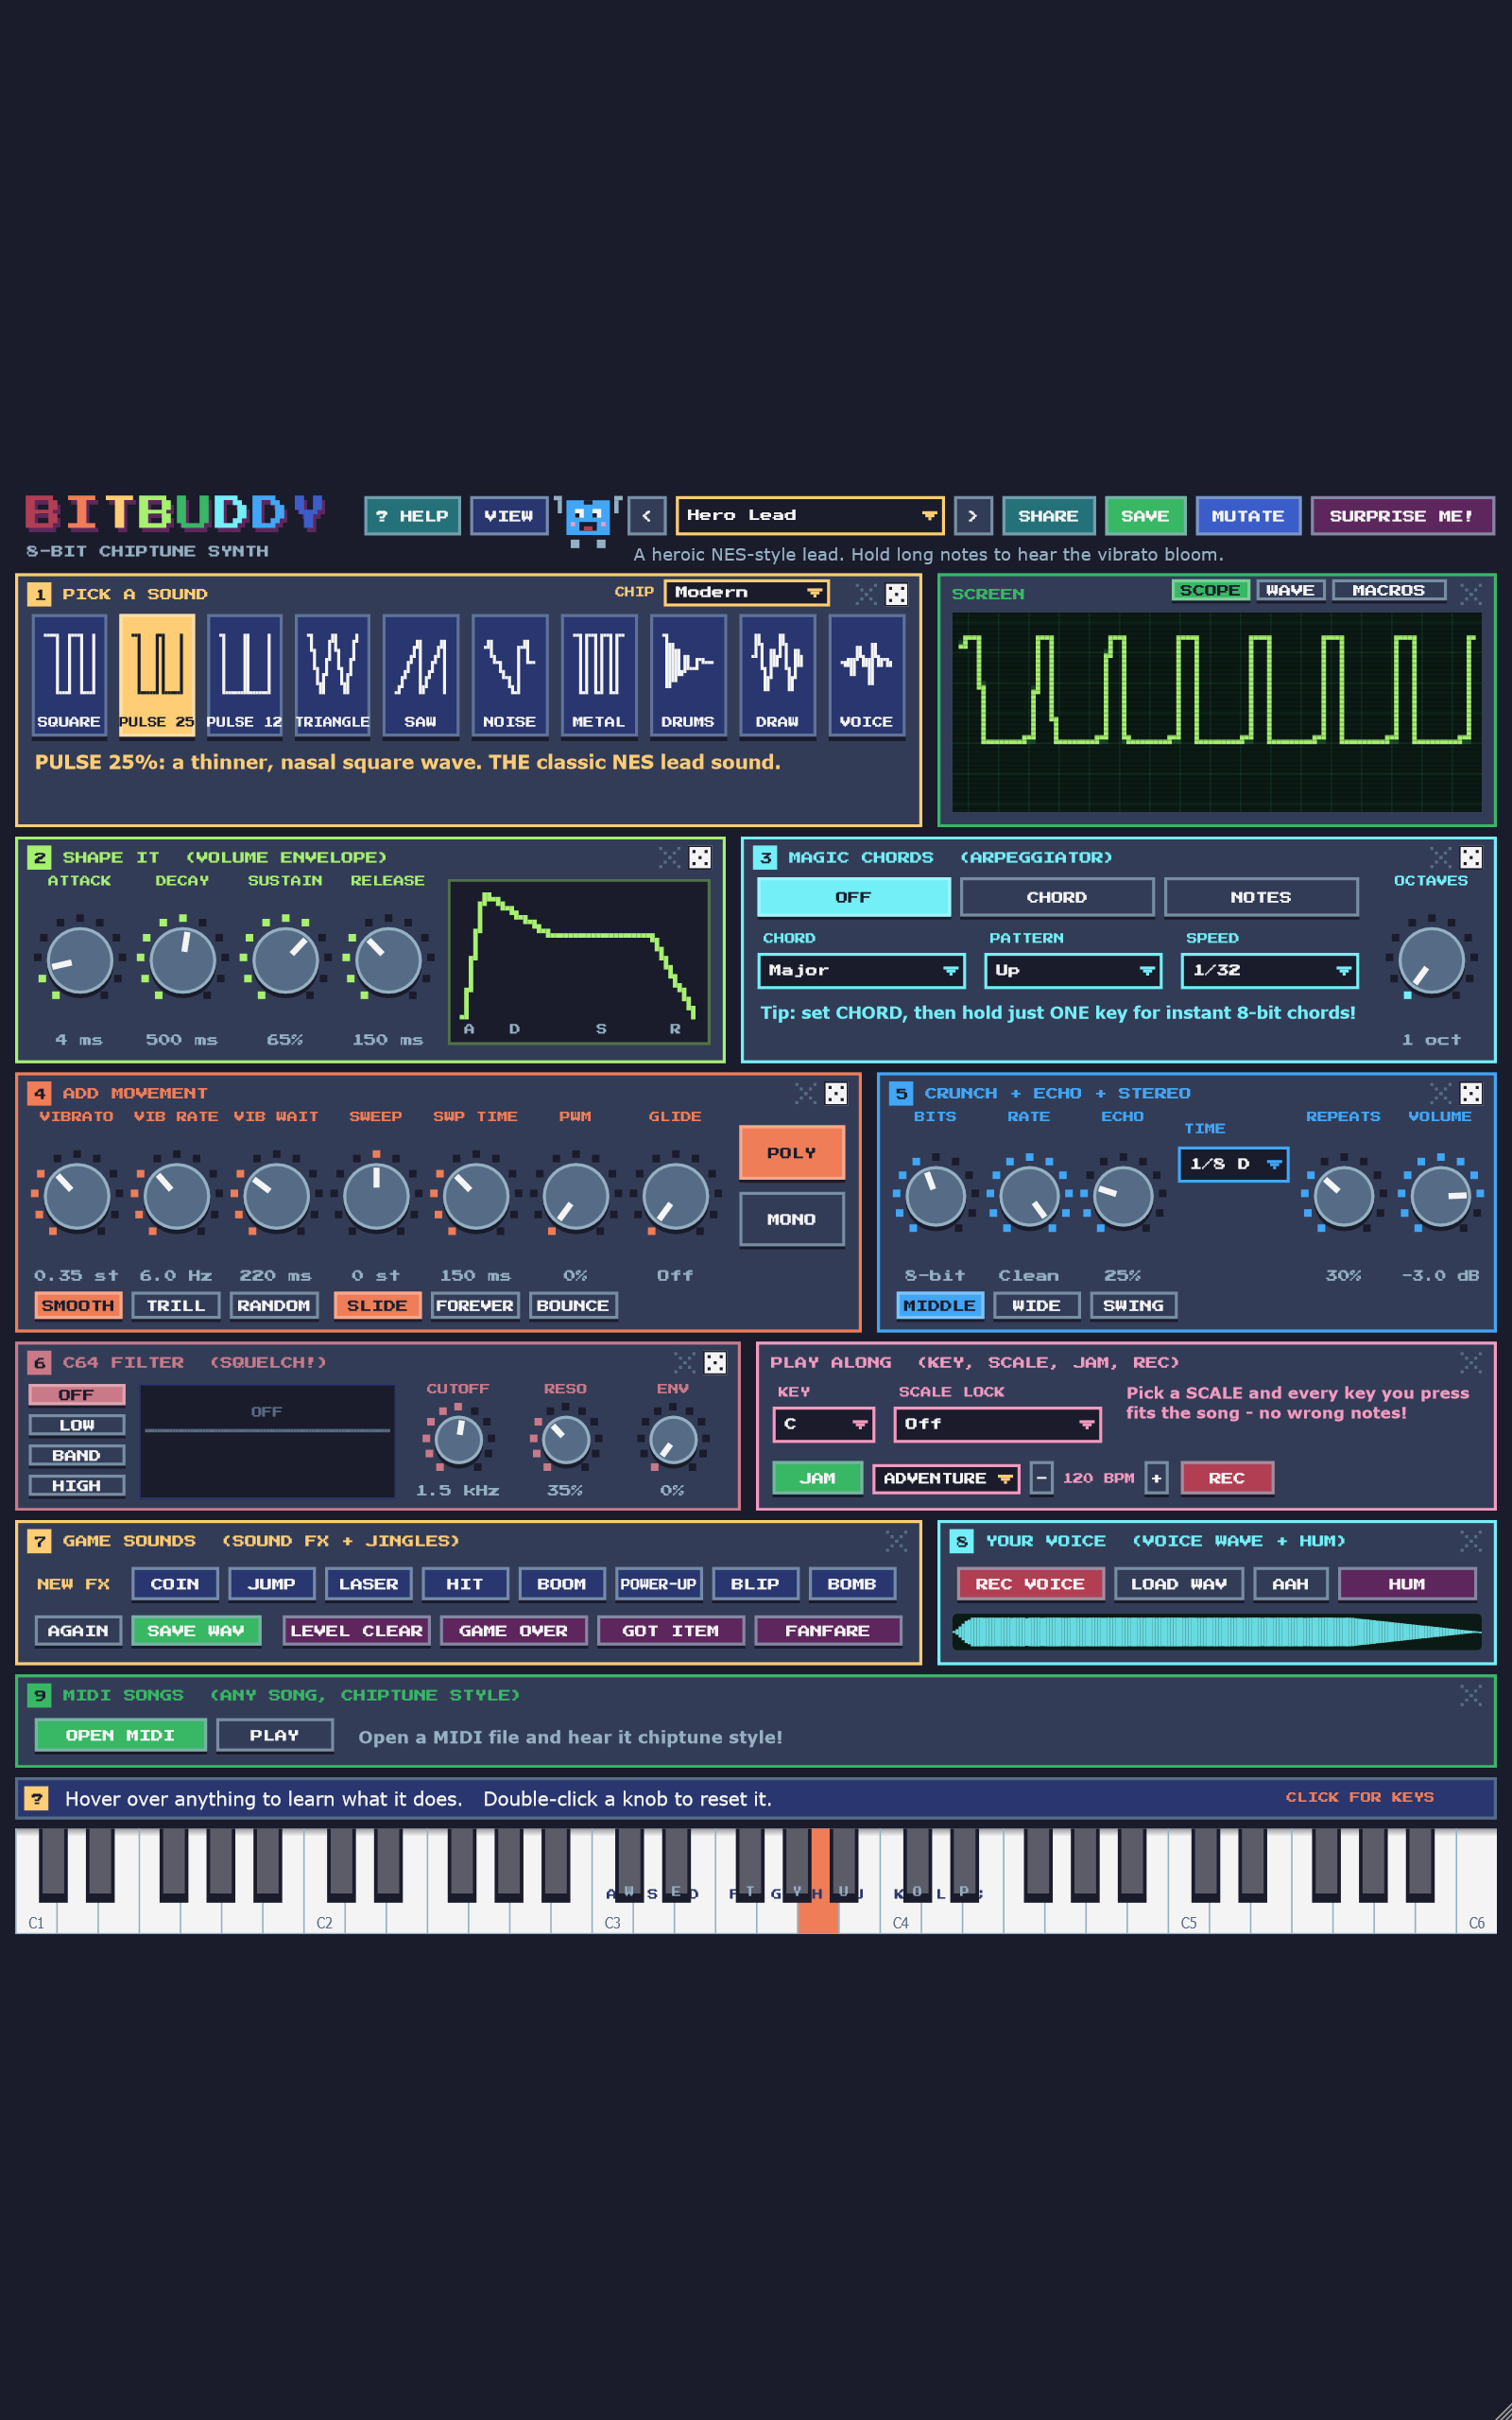 BITBUDDY
8-BIT CHIPTUNE SYNTH
? HELP
VIEW
<
Hero Lead
>
SHARE
SAVE
MUTATE
SURPRISE ME!
A heroic NES-style lead. Hold long notes to hear the vibrato bloom.
1 PICK A SOUND
CHIP Modern
SQUARE PULSE 25 PULSE 12 TRIANGLE SAW NOISE METAL DRUMS DRAW VOICE
PULSE 25%: a thinner, nasal square wave. THE classic NES lead sound.
SCREEN SCOPE WAVE MACROS
2 SHAPE IT (VOLUME ENVELOPE)
ATTACK DECAY SUSTAIN RELEASE
A D S R
4 ms 500 ms 65% 150 ms
3 MAGIC CHORDS (ARPEGGIATOR)
OCTAVES
OFF CHORD NOTES
CHORD PATTERN SPEED
Major Up 1/32
Tip: set CHORD, then hold just ONE key for instant 8-bit chords!
1 oct
4 ADD MOVEMENT
VIBRATO VIB RATE VIB WAIT SWEEP SWP TIME PWM GLIDE
POLY
MONO
0.35 st 6.0 Hz 220 ms 0 st 150 ms 0% Off
SMOOTH TRILL RANDOM SLIDE FOREVER BOUNCE
5 CRUNCH + ECHO + STEREO
BITS RATE ECHO TIME REPEATS VOLUME
1/8 D
8-bit Clean 25% 30% -3.0 dB
MIDDLE WIDE SWING
6 C64 FILTER (SQUELCH!)
OFF
LOW
BAND
HIGH
OFF
CUTOFF RESO ENV
1.5 kHz 35% 0%
PLAY ALONG (KEY, SCALE, JAM, REC)
KEY SCALE LOCK
C Off
Pick a SCALE and every key you press
fits the song - no wrong notes!
JAM ADVENTURE - 120 BPM + REC
7 GAME SOUNDS (SOUND FX + JINGLES)
NEW FX COIN JUMP LASER HIT BOOM POWER-UP BLIP BOMB
AGAIN SAVE WAV LEVEL CLEAR GAME OVER GOT ITEM FANFARE
8 YOUR VOICE (VOICE WAVE + HUM)
REC VOICE LOAD WAV AAH HUM
9 MIDI SONGS (ANY SONG, CHIPTUNE STYLE)
OPEN MIDI PLAY Open a MIDI file and hear it chiptune style!
? Hover over anything to learn what it does. Double-click a knob to reset it.
CLICK FOR KEYS
A W S E D F T G Y H U J K O L P ;
C1 C2 C3 C4 C5 C6